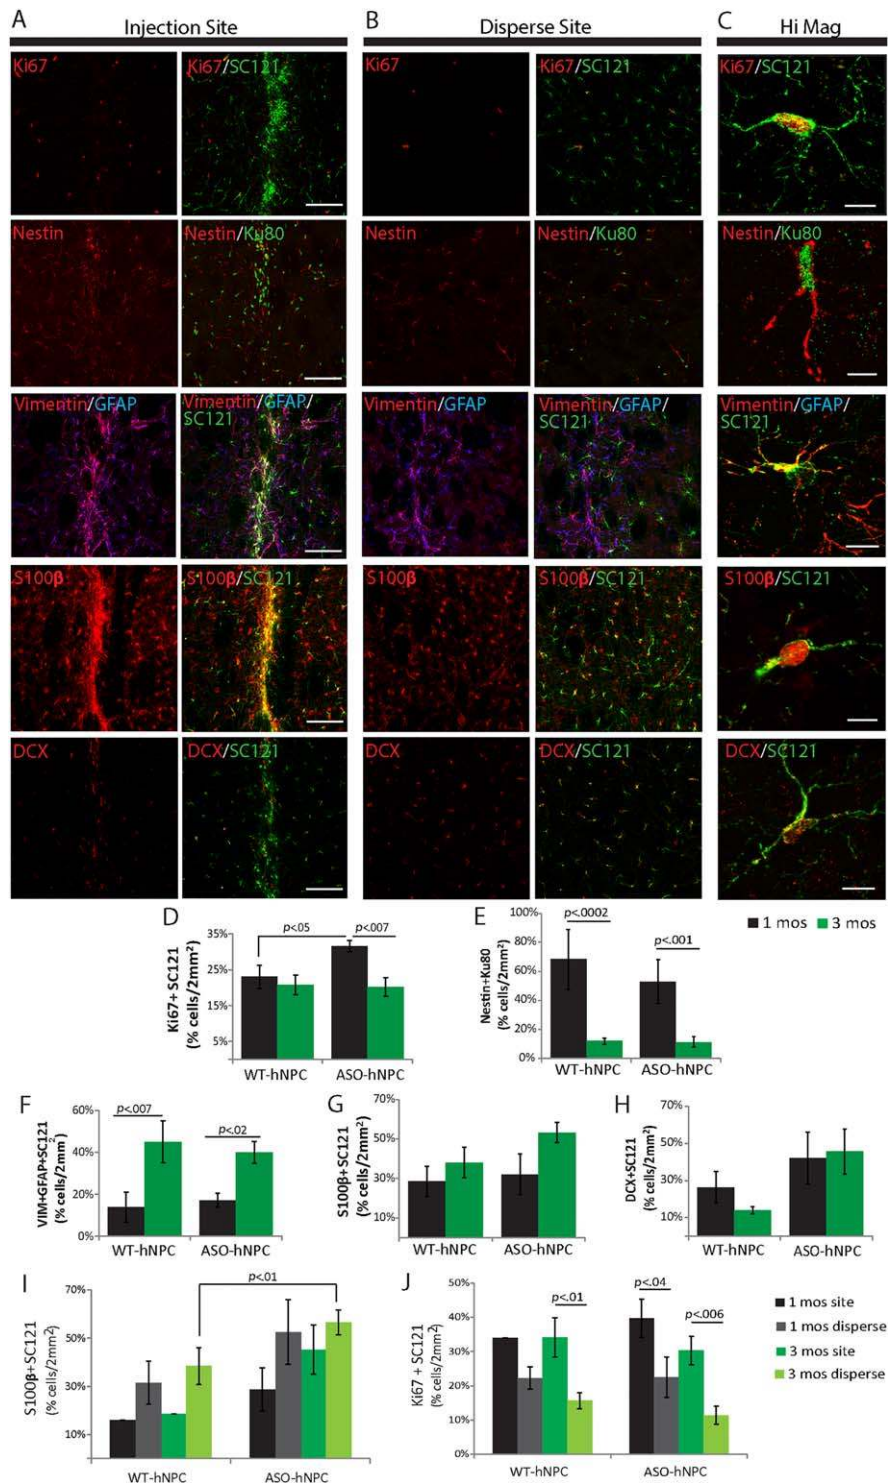 A
Injection Site
B
Disperse Site
C
Hi Mag
Ki67
Ki67/SC121
Ki67
Ki67/SC121
Ki67/SC121
Nestin
Nestin/Ku80
Nestin
Nestin/Ku80
Nestin/Ku80
Vimentin/GFAP
Vimentin/GFAP/
SC121
Vimentin/GFAP
Vimentin/GFAP/
SC121
Vimentin/GFAP/
SC121
S100β
S100β/SC121
S100β
S100β/SC121
S100β/SC121
DCX
DCX/SC121
DCX
DCX/SC121
DCX/SC121
D
Ki67+ SC121
(% cells/2mm²)
35%
25%
15%
5%
p<05
p<007
WT-hNPC
ASO-hNPC
E
Nestin+Ku80
(% cells/2mm²)
100%
80%
60%
40%
20%
0%
p<.0002
p<.001
WT-hNPC
ASO-hNPC
1 mos
3 mos
F
VIM+GFAP+SC121
(% cells/2mm²)
60%
40%
20%
0%
p<.007
p<.02
WT-hNPC
ASO-hNPC
G
S100β+SC121
(% cells/2mm²)
70%
50%
30%
10%
WT-hNPC
ASO-hNPC
H
DCX+SC121
(% cells/2mm²)
70%
50%
30%
10%
WT-hNPC
ASO-hNPC
I
S100β+SC121
(% cells/2mm²)
70%
50%
30%
10%
p<.01
WT-hNPC
ASO-hNPC
J
Ki67 + SC121
(% cells/2mm²)
50%
40%
30%
20%
10%
0%
p<.01
p<.04
p<.006
WT-hNPC
ASO-hNPC
1 mos site
1 mos disperse
3 mos site
3 mos disperse